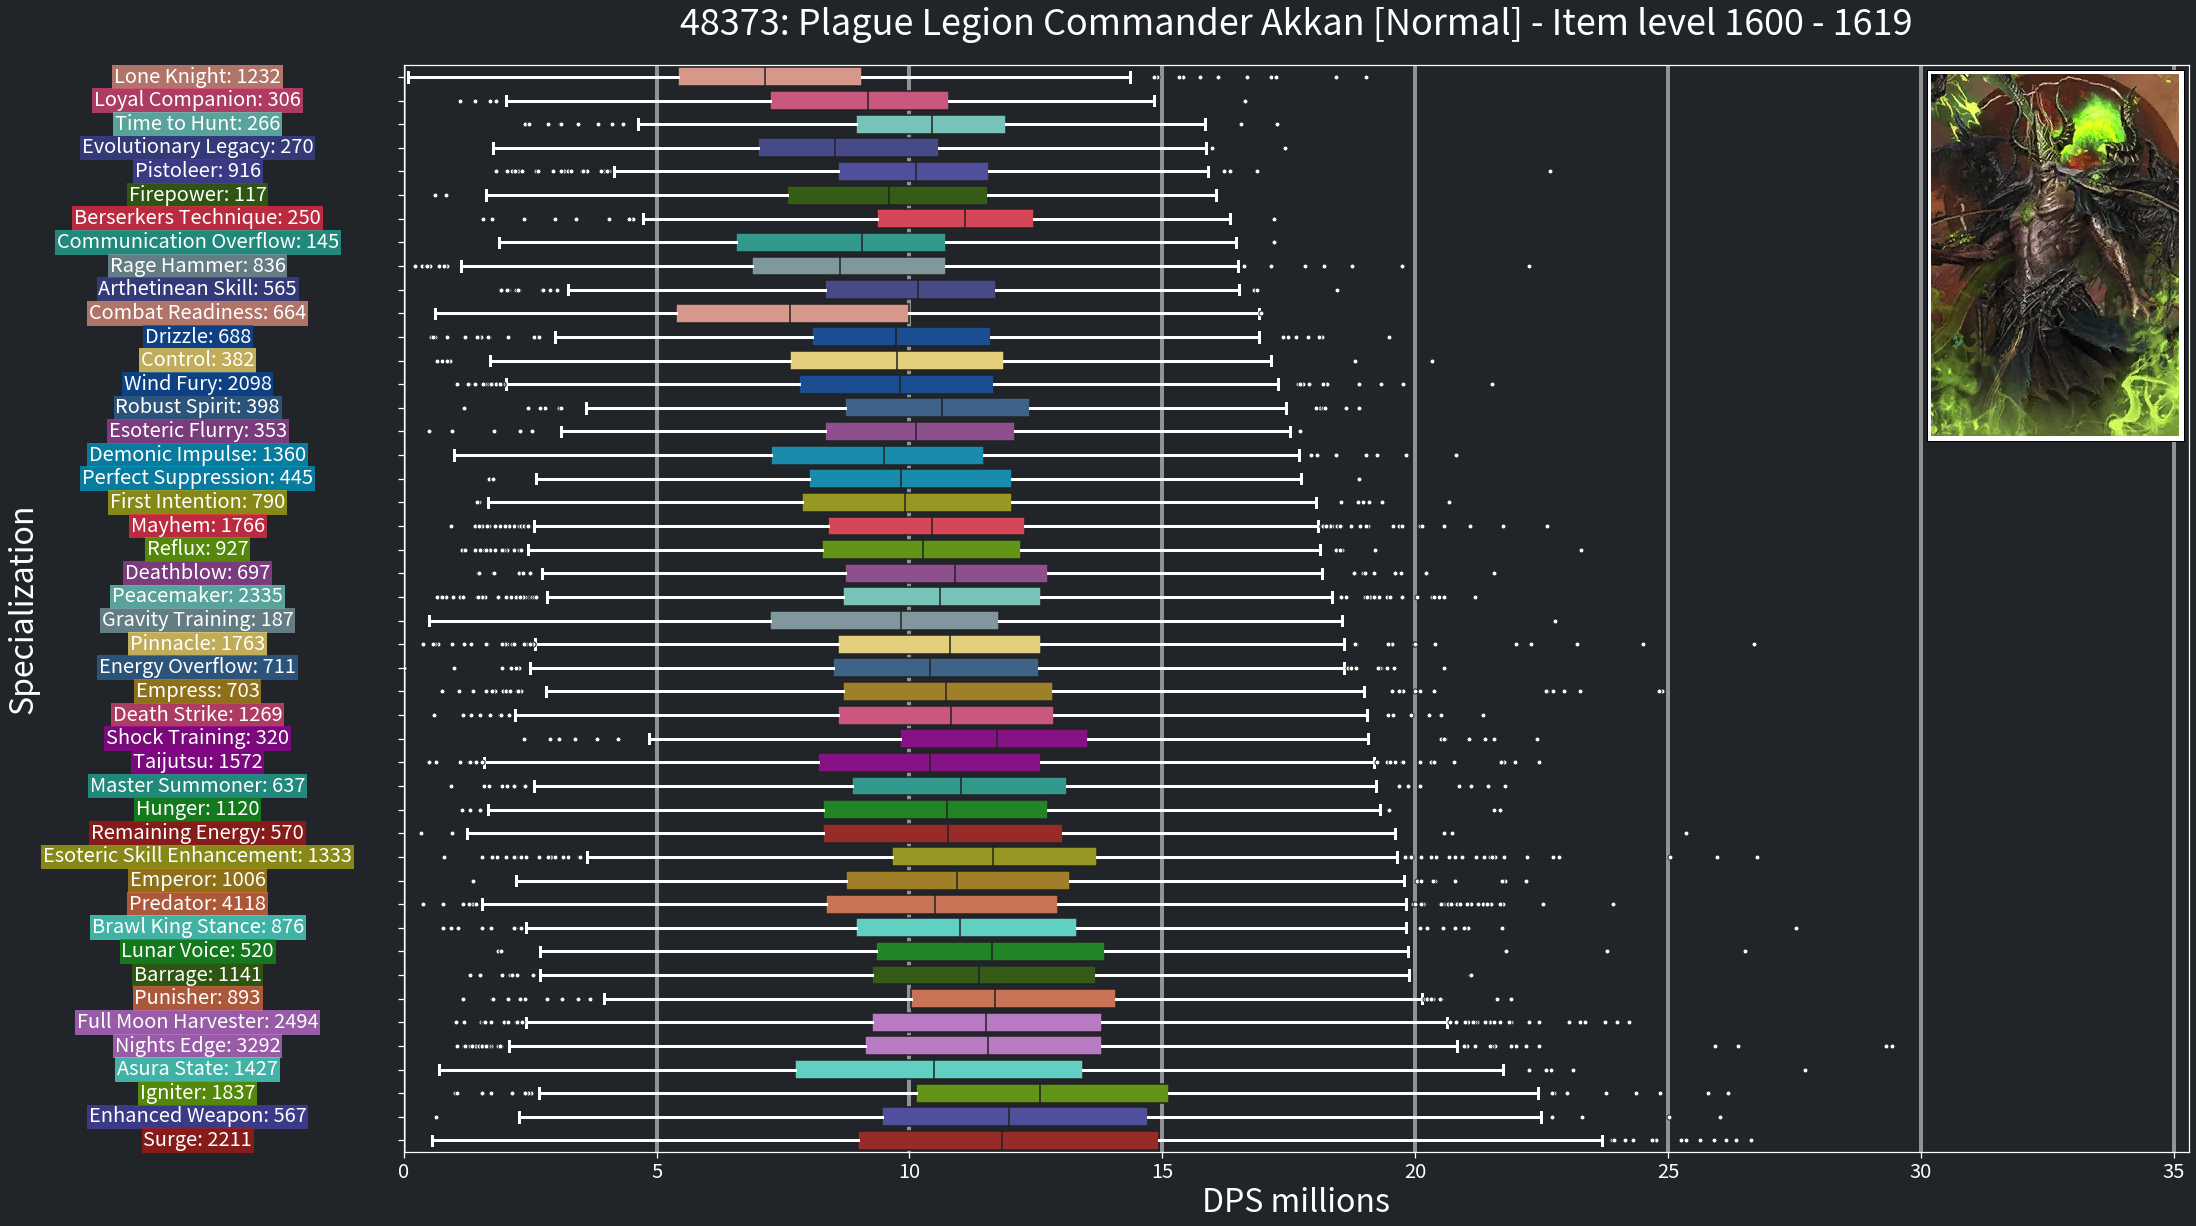 48373: Plague Legion Commander Akkan [Normal] - Item level 1600 - 1619
Specialization
Lone Knight: 1232
Loyal Companion: 306
Time to Hunt: 266
Evolutionary Legacy: 270
Pistoleer: 916
Firepower: 117
Berserkers Technique: 250
Communication Overflow: 145
Rage Hammer: 836
Arthetinean Skill: 565
Combat Readiness: 664
Drizzle: 688
Control: 382
Wind Fury: 2098
Robust Spirit: 398
Esoteric Flurry: 353
Demonic Impulse: 1360
Perfect Suppression: 445
First Intention: 790
Mayhem: 1766
Reflux: 927
Deathblow: 697
Peacemaker: 2335
Gravity Training: 187
Pinnacle: 1763
Energy Overflow: 711
Empress: 703
Death Strike: 1269
Shock Training: 320
Taijutsu: 1572
Master Summoner: 637
Hunger: 1120
Remaining Energy: 570
Esoteric Skill Enhancement: 1333
Emperor: 1006
Predator: 4118
Brawl King Stance: 876
Lunar Voice: 520
Barrage: 1141
Punisher: 893
Full Moon Harvester: 2494
Nights Edge: 3292
Asura State: 1427
Igniter: 1837
Enhanced Weapon: 567
Surge: 2211
0 5 10 15 20 25 30 35
DPS millions